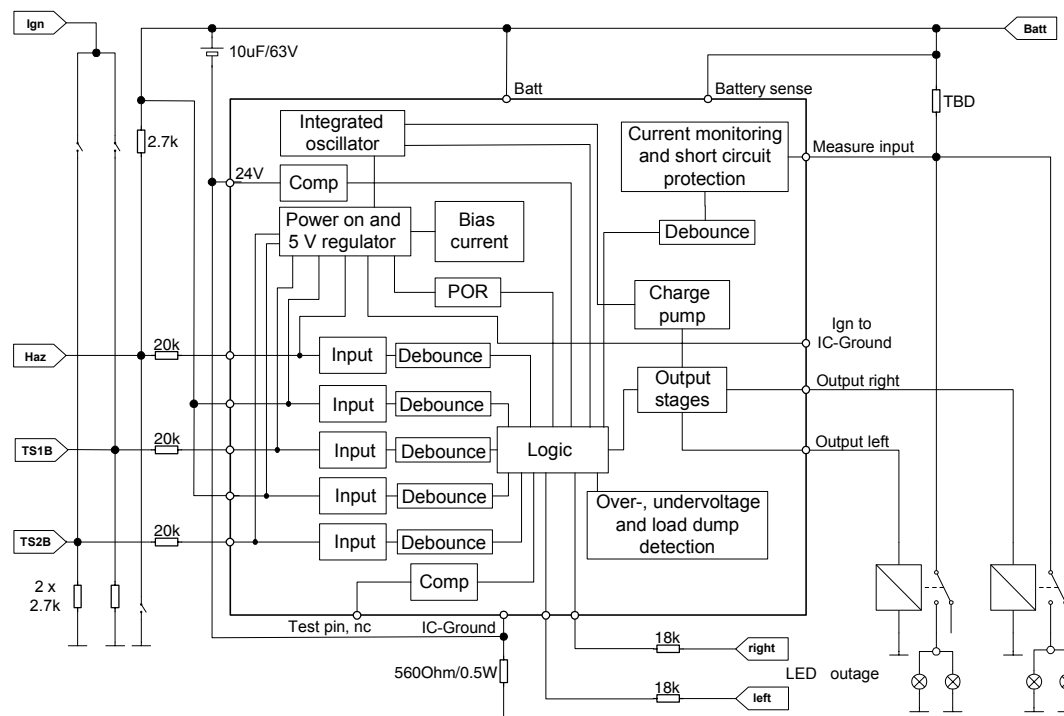 Ign
Batt
10uF/63V
Batt
Battery sense
TBD
2.7k
Integrated
oscillator
Current monitoring
and short circuit
protection
Measure input
24V
Comp
Power on and
5 V regulator
Bias
current
Debounce
POR
Charge
pump
Ign to
IC-Ground
Haz
20k
Input
Debounce
Output
stages
Output right
Input
Debounce
TS1B
20k
Input
Debounce
Logic
Output left
Input
Debounce
Over-, undervoltage
and load dump
detection
TS2B
20k
Input
Debounce
Comp
2 x
2.7k
Test pin, nc
IC-Ground
18k
right
560Ohm/0.5W
LED outage
18k
left